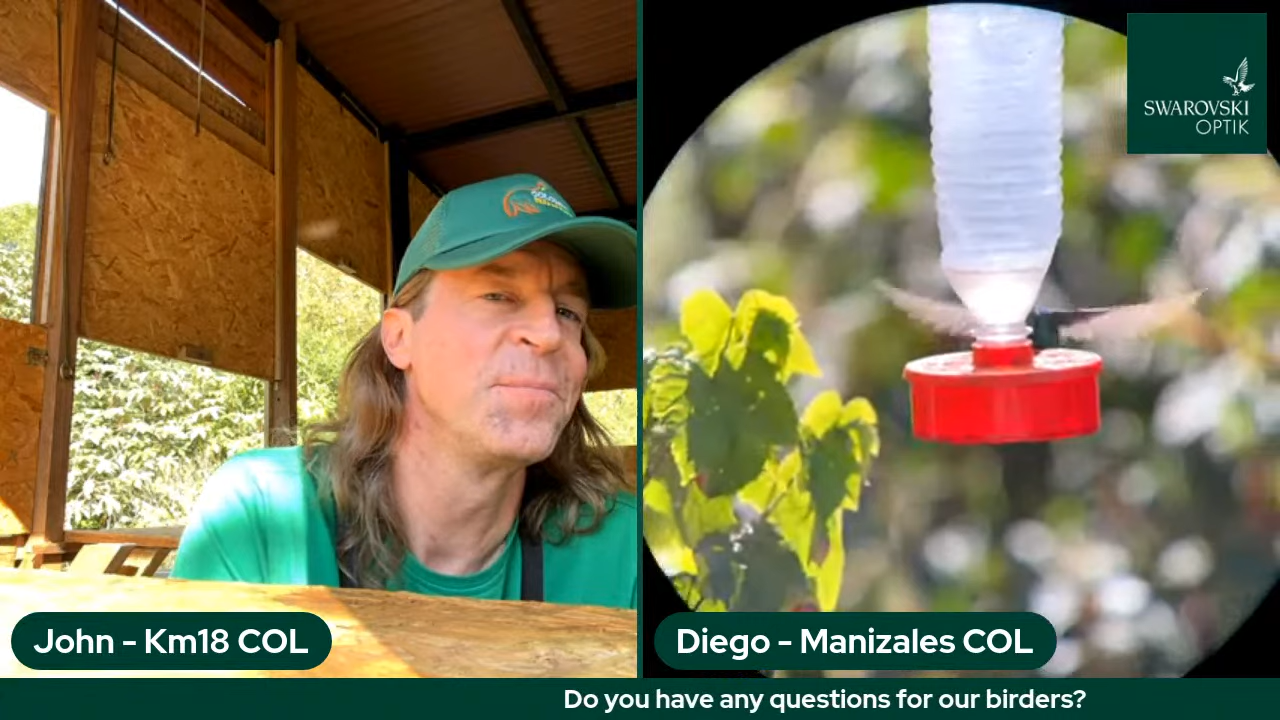 SWAROVSKI
OPTIK
John - Km18 COL
Diego - Manizales COL
Do you have any questions for our birders?